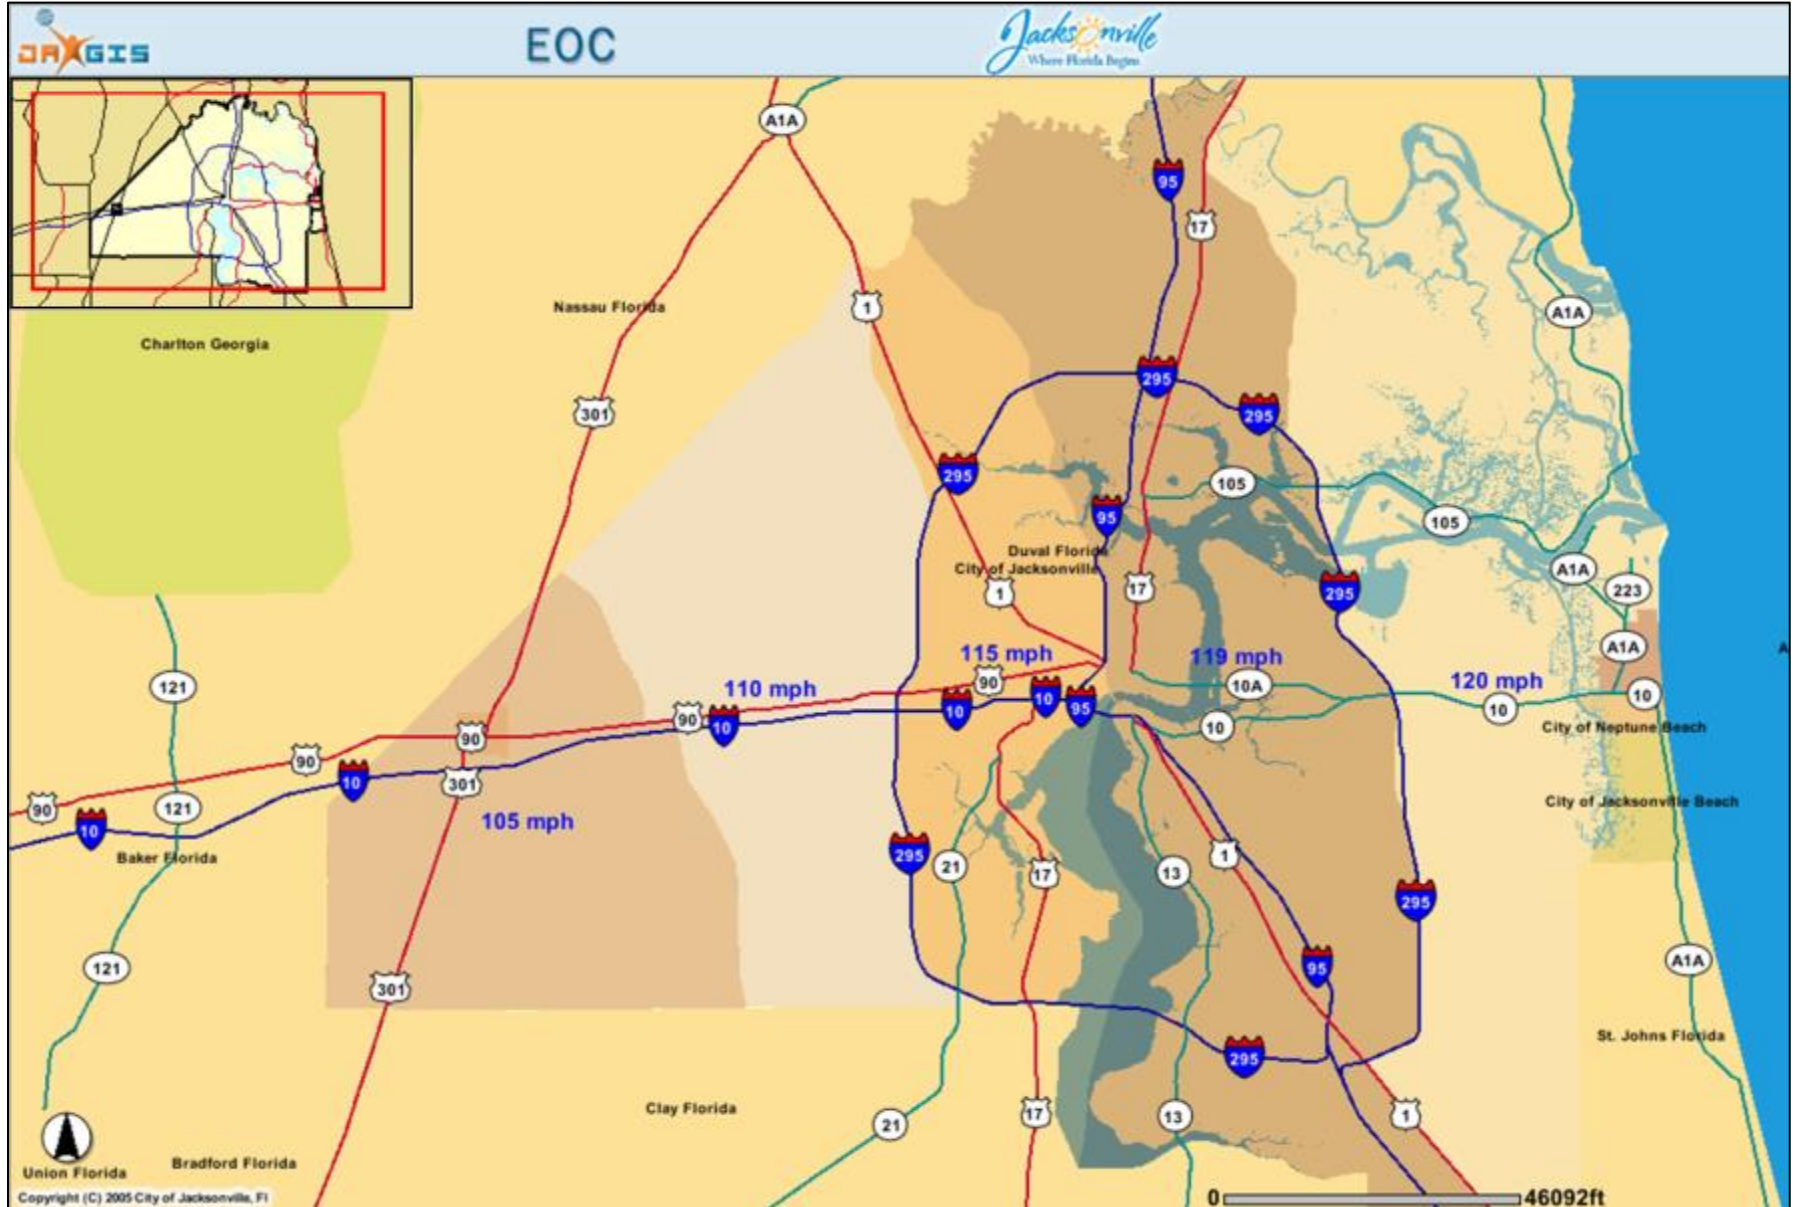 JAXGIS
EOC
Jacksonville
Where Florida Begins
A1A
95
17
Nassau Florida
1
A1A
Charlton Georgia
295
301
295
295
105
95
105
Duval Florida
City of Jacksonville
A1A
1
17
295
223
115 mph
119 mph
A1A
121
110 mph
90
10A
120 mph
10
90
10
10
95
10
10
90
10
City of Neptune Beach
90
10
301
121
City of Jacksonville Beach
90
105 mph
10
Baker Florida
295
1
21
17
13
295
121
95
A1A
301
St. Johns Florida
295
Clay Florida
17
13
1
21
Bradford Florida
Union Florida
Copyright (C) 2005 City of Jacksonville, Fl
0
46092ft